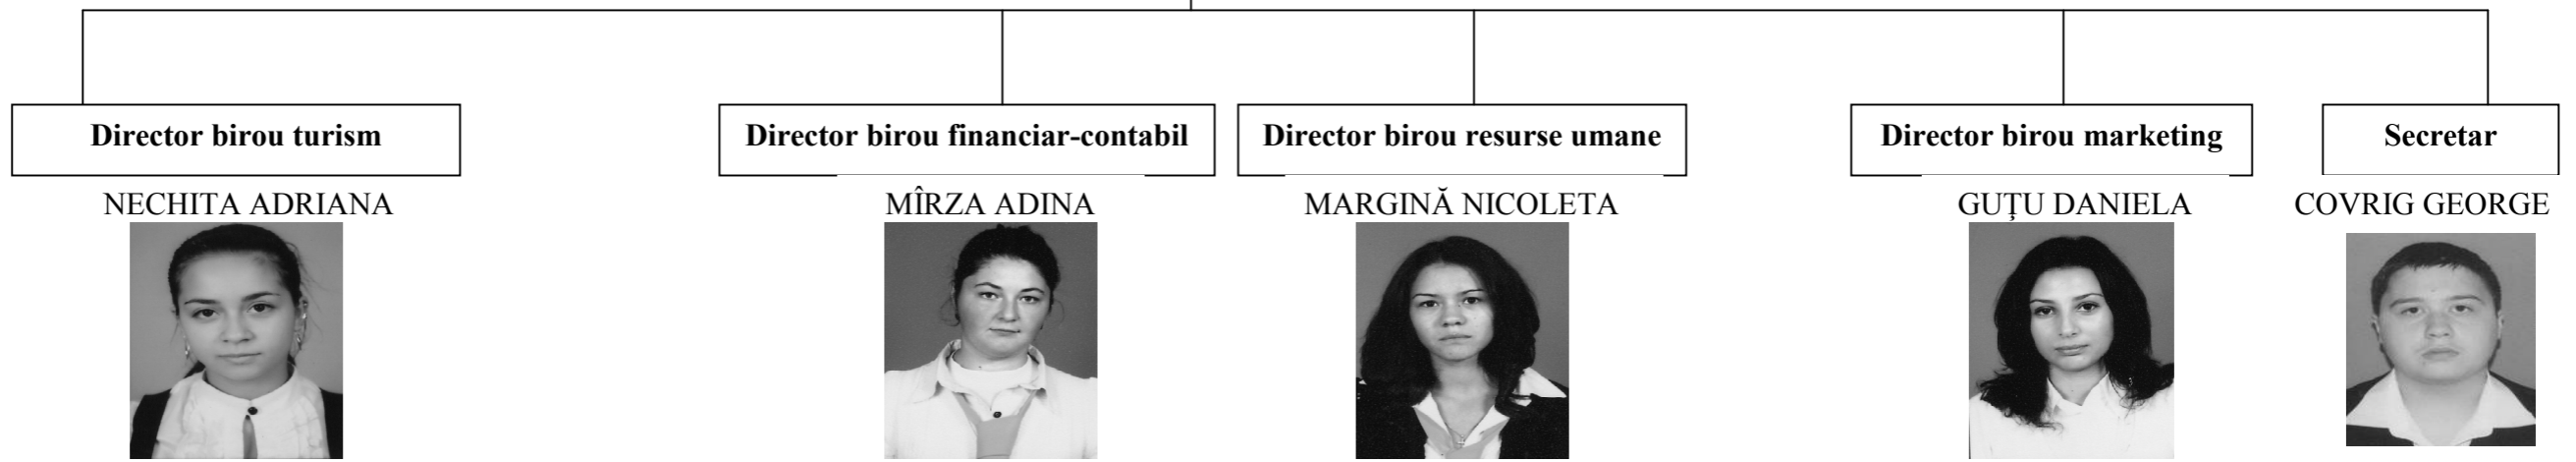 Director birou turism
Director birou financiar-contabil
Director birou resurse umane
Director birou marketing
Secretar
NECHITA ADRIANA
MÎRZA ADINA
MARGINĂ NICOLETA
GUŢU DANIELA
COVRIG GEORGE